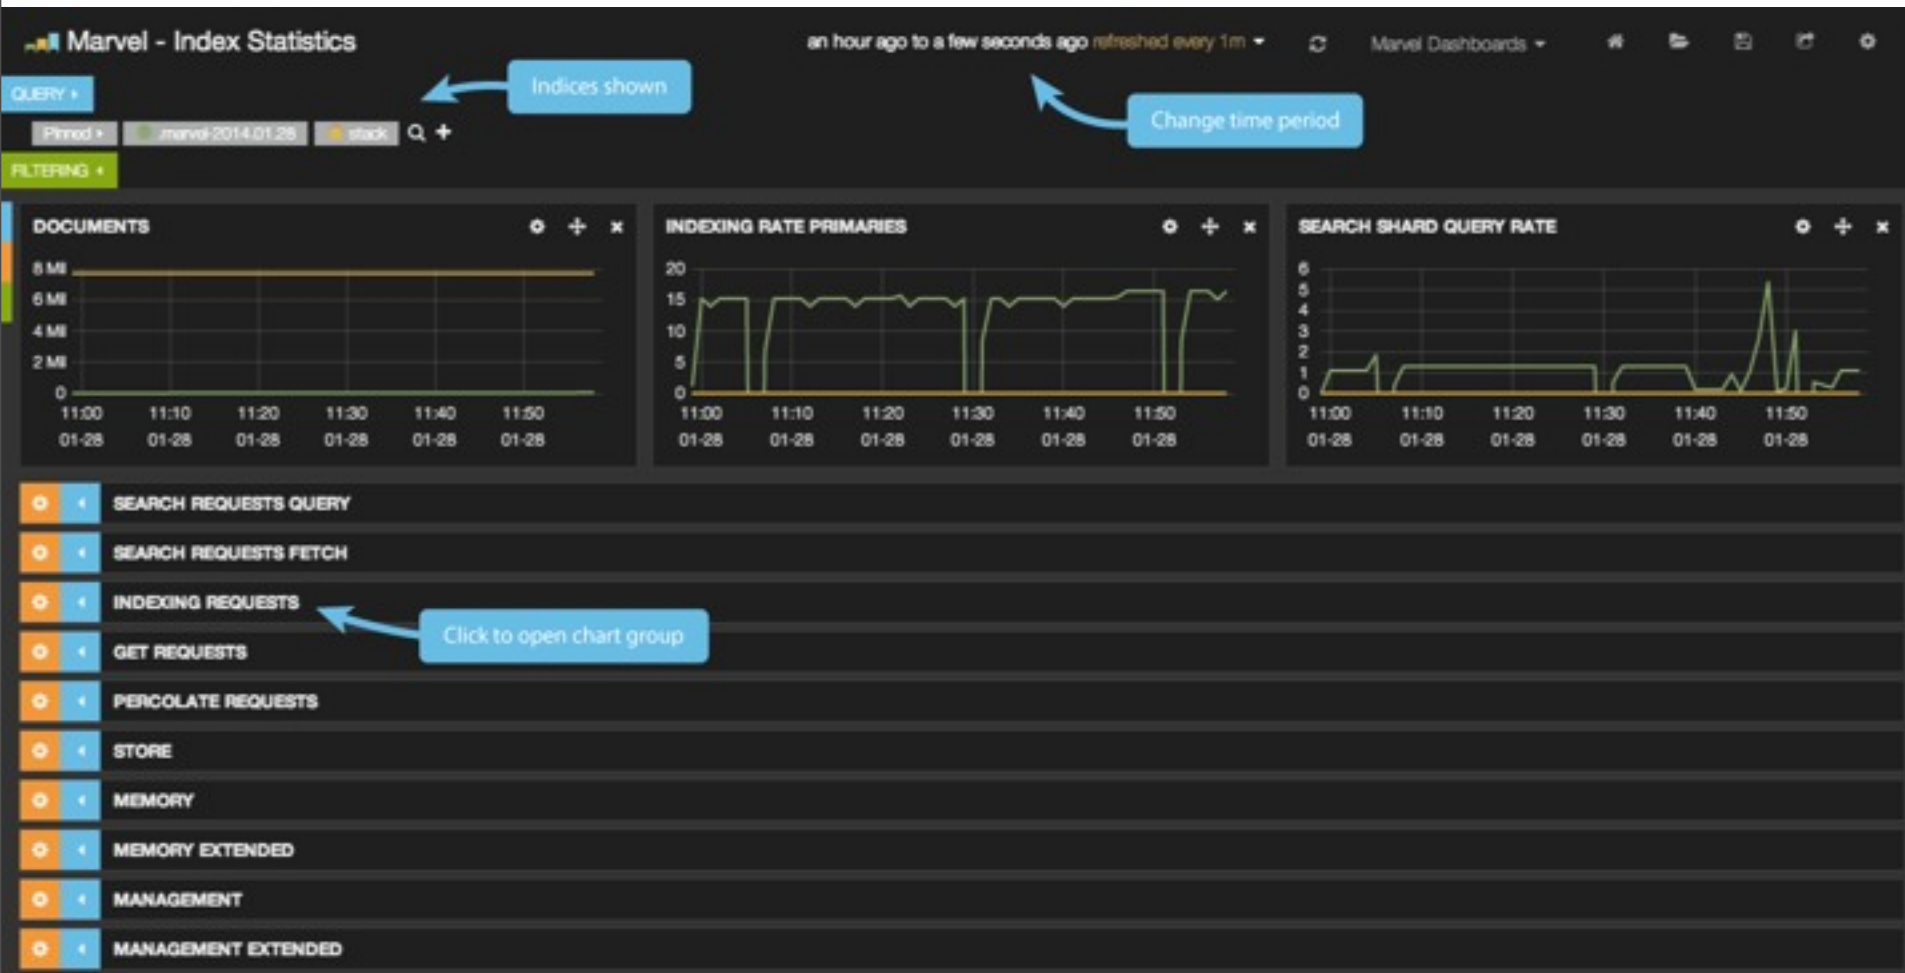 Marvel - Index Statistics
an hour ago to a few seconds ago refreshed every 1m
Marvel Dashboards
Indices shown
Change time period
QUERY
Pinned
.marvel-2014.01.28
stack
FILTERING
DOCUMENTS
8 Mil
6 Mil
4 Mil
2 Mil
0
11:00 11:10 11:20 11:30 11:40 11:50
01-28 01-28 01-28 01-28 01-28 01-28
INDEXING RATE PRIMARIES
20
15
10
5
0
11:00 11:10 11:20 11:30 11:40 11:50
01-28 01-28 01-28 01-28 01-28 01-28
SEARCH SHARD QUERY RATE
6
5
4
3
2
1
0
11:00 11:10 11:20 11:30 11:40 11:50
01-28 01-28 01-28 01-28 01-28 01-28
SEARCH REQUESTS QUERY
SEARCH REQUESTS FETCH
INDEXING REQUESTS
Click to open chart group
GET REQUESTS
PERCOLATE REQUESTS
STORE
MEMORY
MEMORY EXTENDED
MANAGEMENT
MANAGEMENT EXTENDED